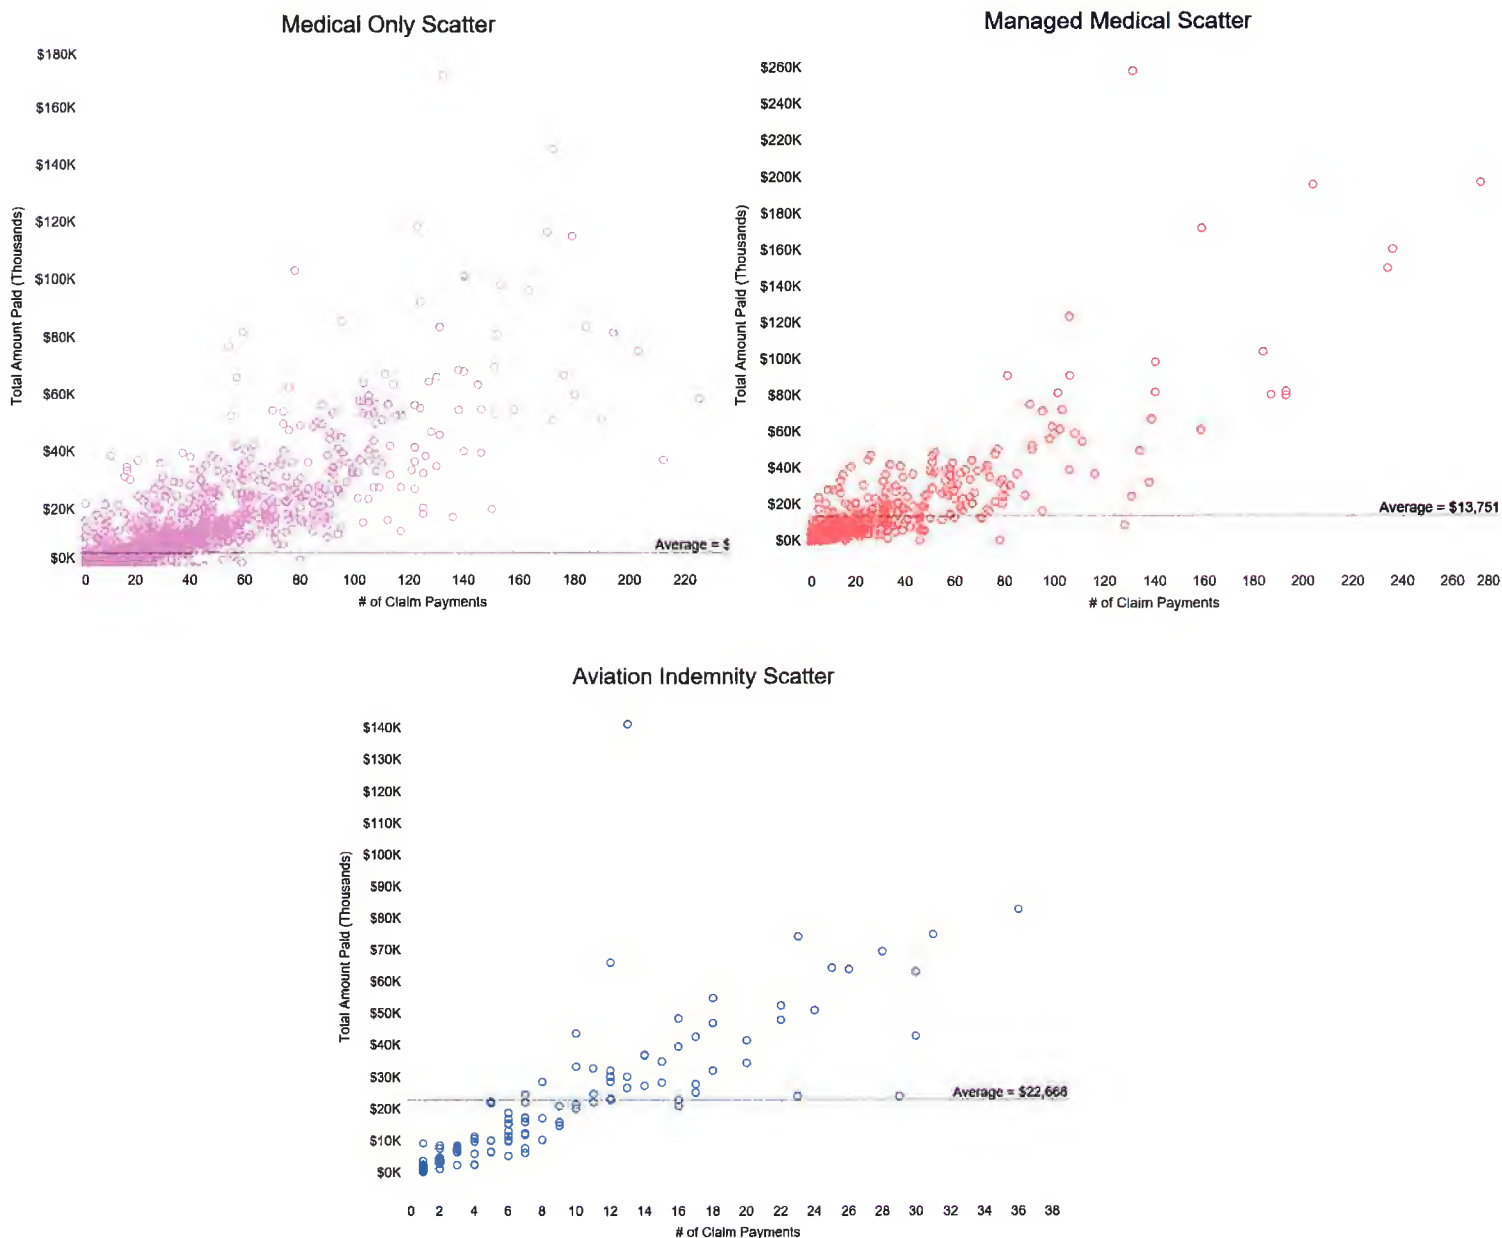 Medical Only Scatter
$180K
$160K
$140K
$120K
$100K
$80K
$60K
$40K
$20K
$0K
Total Amount Paid (Thousands)
Average = $
0 20 40 60 80 100 120 140 160 180 200 220
# of Claim Payments
Managed Medical Scatter
$260K
$240K
$220K
$200K
$180K
$160K
$140K
$120K
$100K
$80K
$60K
$40K
$20K
$0K
Total Amount Paid (Thousands)
Average = $13,751
0 20 40 60 80 100 120 140 160 180 200 220 240 260 280
# of Claim Payments
Aviation Indemnity Scatter
$140K
$130K
$120K
$110K
$100K
$90K
$80K
$70K
$60K
$50K
$40K
$30K
$20K
$10K
$0K
Total Amount Paid (Thousands)
Average = $22,668
0 2 4 6 8 10 12 14 16 18 20 22 24 26 28 30 32 34 36 38
# of Claim Payments